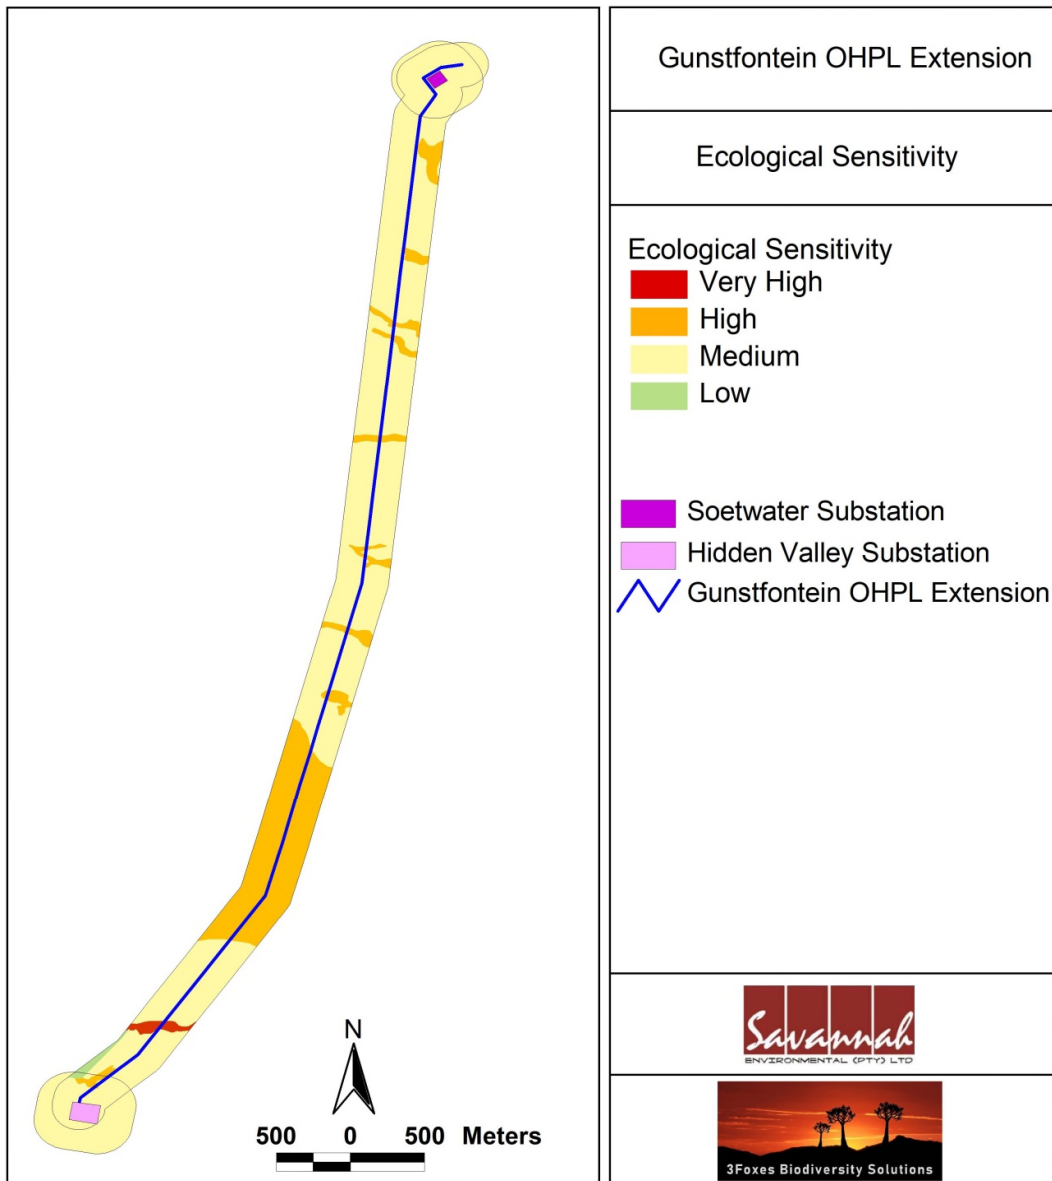 Gunstfontein OHPL Extension
Ecological Sensitivity
Ecological Sensitivity
Very High
High
Medium
Low
Soetwater Substation
Hidden Valley Substation
Gunstfontein OHPL Extension
N
500 0 500 Meters
Savannah
ENVIRONMENTAL (PTY) LTD
3Foxes Biodiversity Solutions